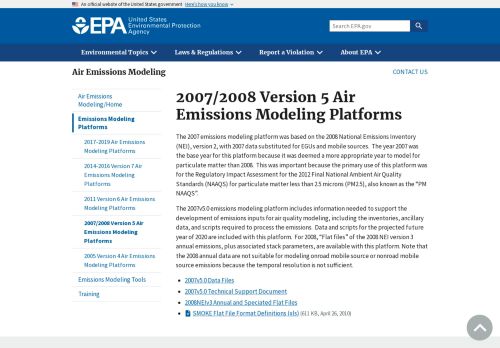 An official website of the United States government Here's how you know
EPA United States
Environmental Protection
Agency
Search EPA.gov
Environmental Topics Laws & Regulations Report a Violation About EPA
Air Emissions Modeling CONTACT US
Air Emissions
Modeling/Home
Emissions Modeling
Platforms
2017-2019 Air Emissions
Modeling Platforms
2014-2016 Version 7 Air
Emissions Modeling
Platforms
2011 Version 6 Air Emissions
Modeling Platforms
2007/2008 Version 5 Air
Emissions Modeling
Platforms
2005 Version 4 Air Emissions
Modeling Platforms
Emissions Modeling Tools
Training
2007/2008 Version 5 Air
Emissions Modeling Platforms
The 2007 emissions modeling platform was based on the 2008 National Emissions Inventory
(NEI), version 2, with 2007 data substituted for EGUs and mobile sources. The year 2007 was
the base year for this platform because it was deemed a more appropriate year to model for
particulate matter than 2008. This was important because the primary use of this platform was
for the Regulatory Impact Assessment for the 2012 Final National Ambient Air Quality
Standards (NAAQS) for particulate matter less than 2.5 microns (PM2.5), also known as the "PM
NAAQS".
The 2007v5.0 emissions modeling platform includes information needed to support the
development of emissions inputs for air quality modeling, including the inventories, ancillary
data, and scripts required to process the emissions. Data and scripts for the projected future
year of 2020 are included with this platform. For 2008, "Flat files" of the 2008 NEI version 3
annual emissions, plus associated stack parameters, are available with this platform. Note that
the 2008 annual data are not suitable for modeling onroad mobile source or nonroad mobile
source emissions because the temporal resolution is not sufficient.
2007v5.0 Data Files
2007v5.0 Technical Support Document
2008NEIv3 Annual and Speciated Flat Files
SMOKE Flat File Format Definitions (xls) (611 KB, April 26, 2010)